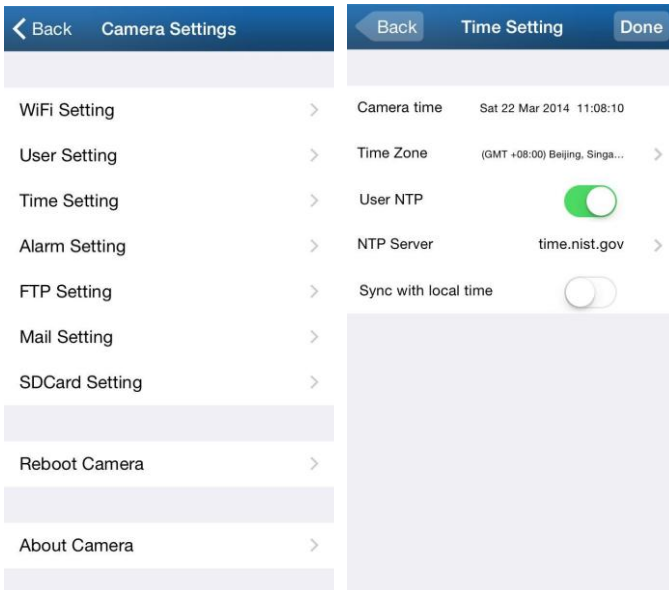 Back Camera Settings
WiFi Setting
User Setting
Time Setting
Alarm Setting
FTP Setting
Mail Setting
SDCard Setting
Reboot Camera
About Camera
Back Time Setting Done
Camera time Sat 22 Mar 2014 11:08:10
Time Zone (GMT +08:00) Beijing, Singa...
User NTP
NTP Server time.nist.gov
Sync with local time